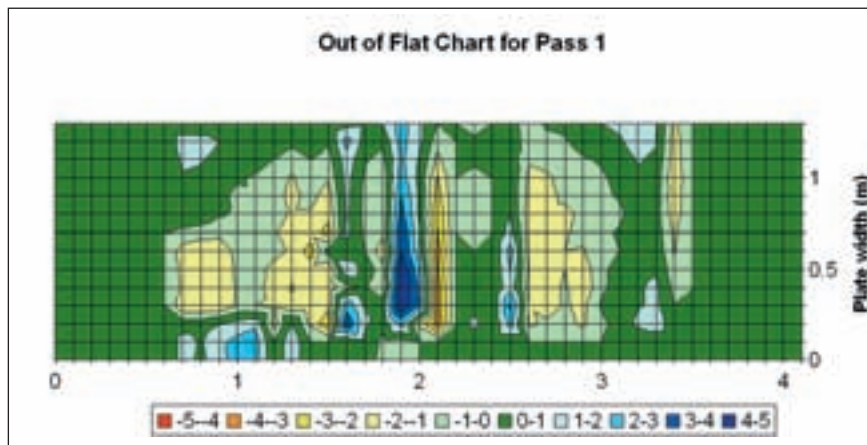 Out of Flat Chart for Pass 1
1
0.5
0
Plate width (m)
0 1 2 3 4
-5--4 -4--3 -3--2 -2--1 -1-0 0-1 1-2 2-3 3-4 4-5